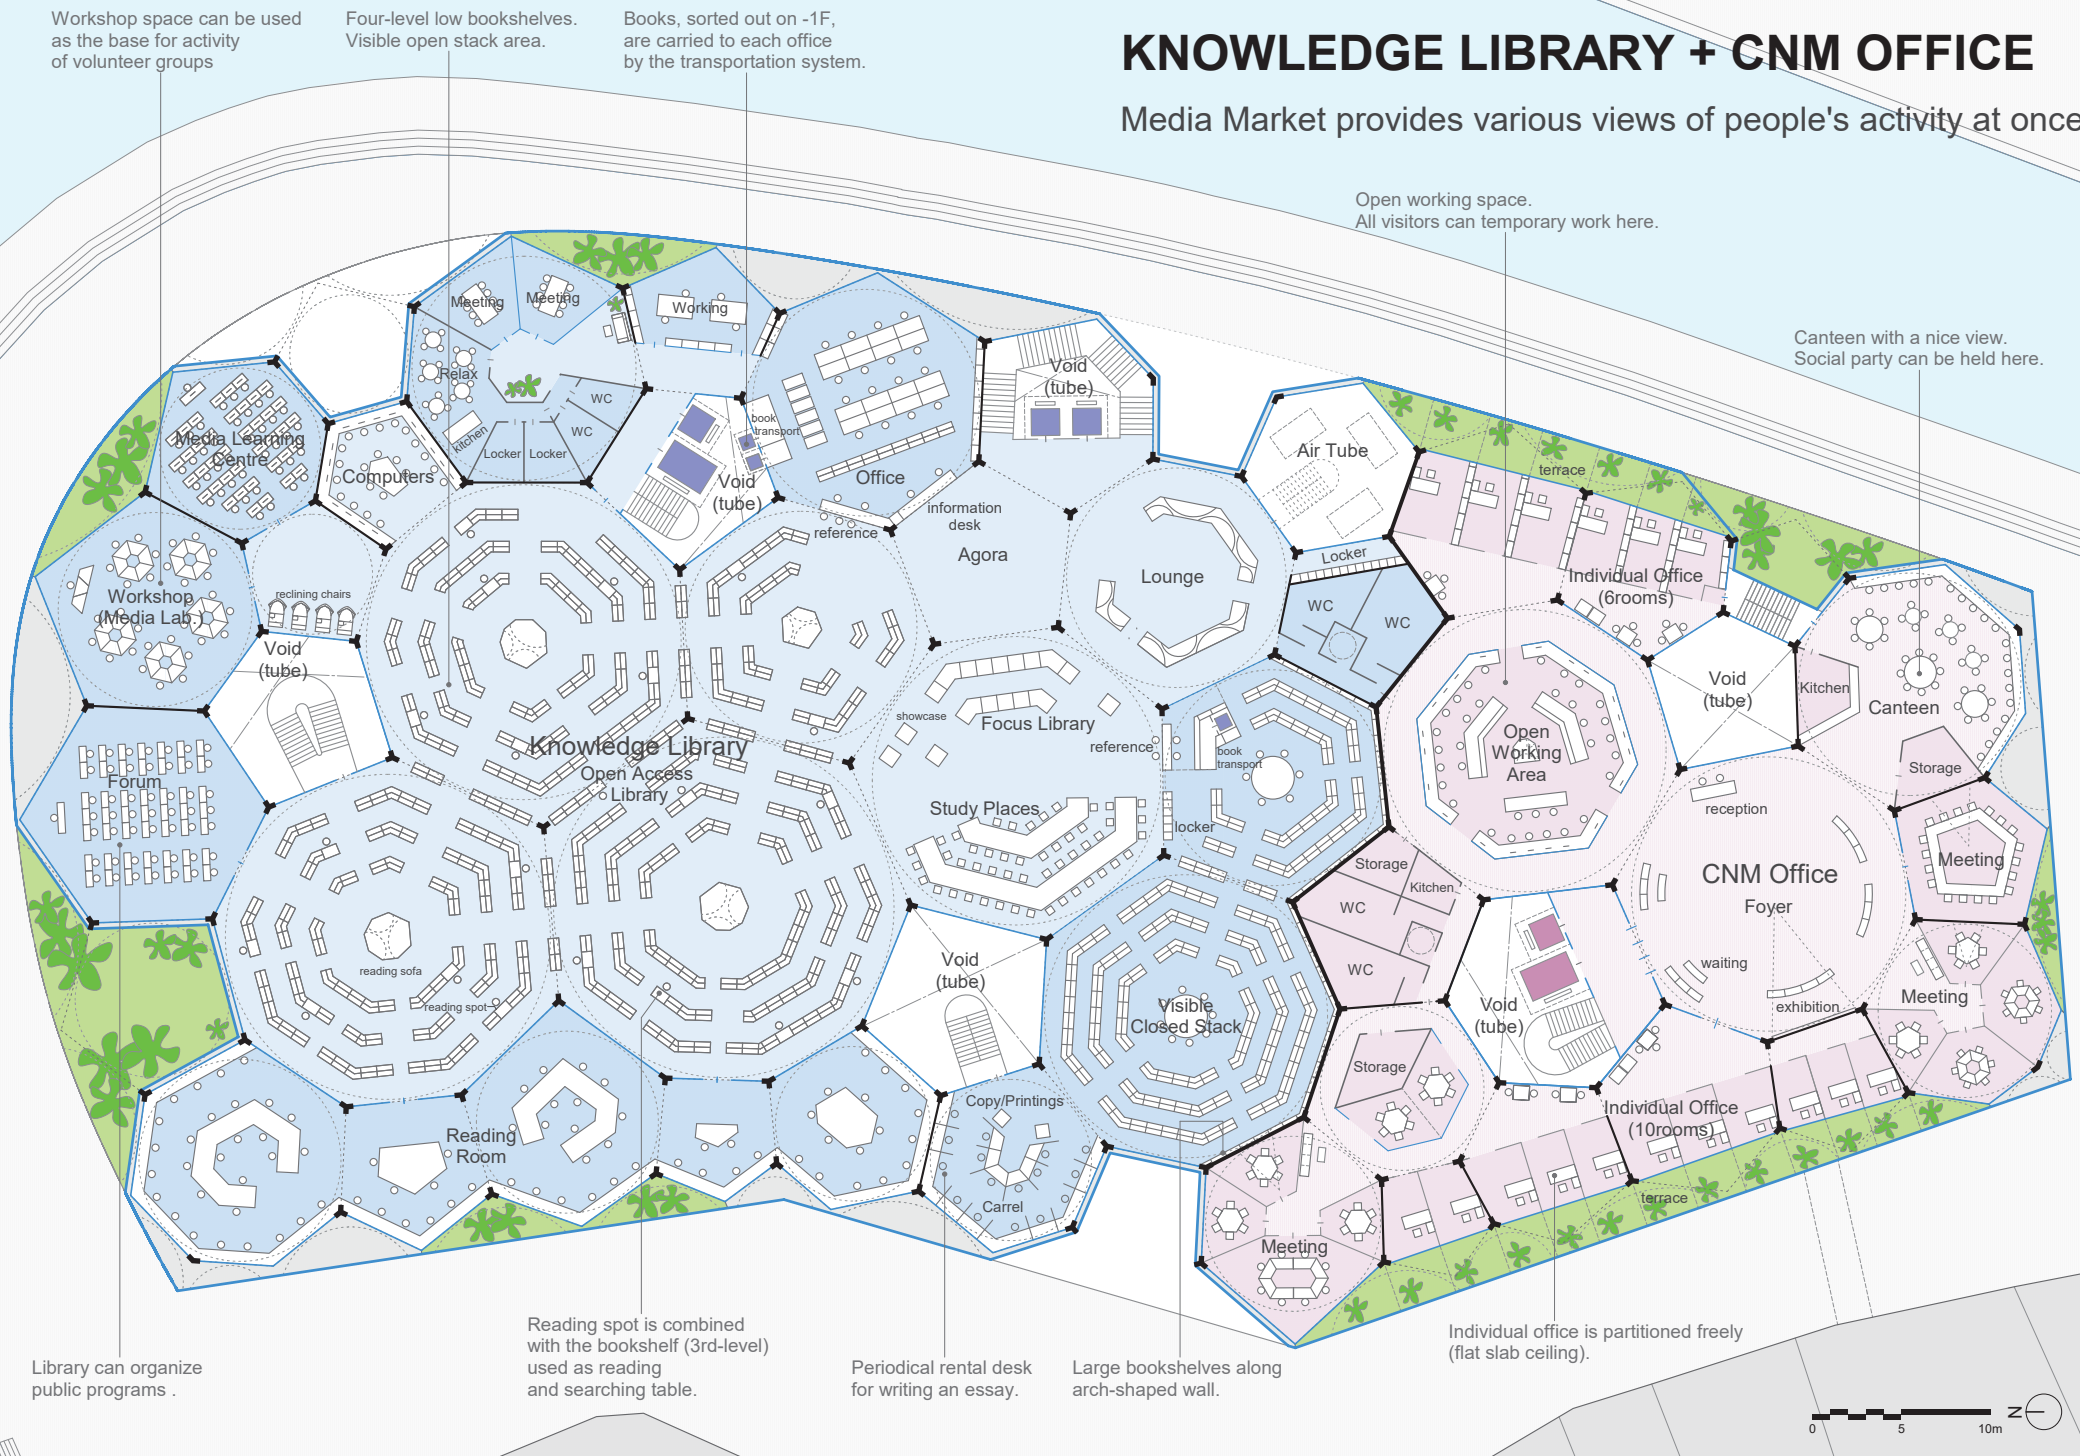 Workshop space can be used
as the base for activity
of volunteer groups
Four-level low bookshelves.
Visible open stack area.
Books, sorted out on -1F,
are carried to each office
by the transportation system.
KNOWLEDGE LIBRARY + CNM OFFICE
Media Market provides various views of people's activity at once
Open working space.
All visitors can temporary work here.
Canteen with a nice view.
Social party can be held here.
Meeting
Meeting
Working
Relax
kitchen
WC
WC
Locker
Locker
book
transport
Void
(tube)
Office
Void
(tube)
Media Learning
Centre
Computers
reference
information
desk
Agora
Lounge
Air Tube
Locker
WC
WC
terrace
Individual Office
(6rooms)
Workshop
(Media Lab.)
reclining chairs
Void
(tube)
Forum
Knowledge Library
Open Access
Library
showcase
Focus Library
reference
book
transport
Study Places
locker
Open
Working
Area
Void
(tube)
Kitchen
Canteen
Storage
reception
Meeting
CNM Office
Foyer
Storage
Kitchen
WC
WC
waiting
exhibition
Meeting
reading sofa
reading spot
Void
(tube)
Visible
Closed Stack
Void
(tube)
Storage
Copy/Printings
Carrel
Reading
Room
Individual Office
(10rooms)
terrace
Meeting
Library can organize
public programs .
Reading spot is combined
with the bookshelf (3rd-level)
used as reading
and searching table.
Periodical rental desk
for writing an essay.
Large bookshelves along
arch-shaped wall.
Individual office is partitioned freely
(flat slab ceiling).
0 5 10m
N